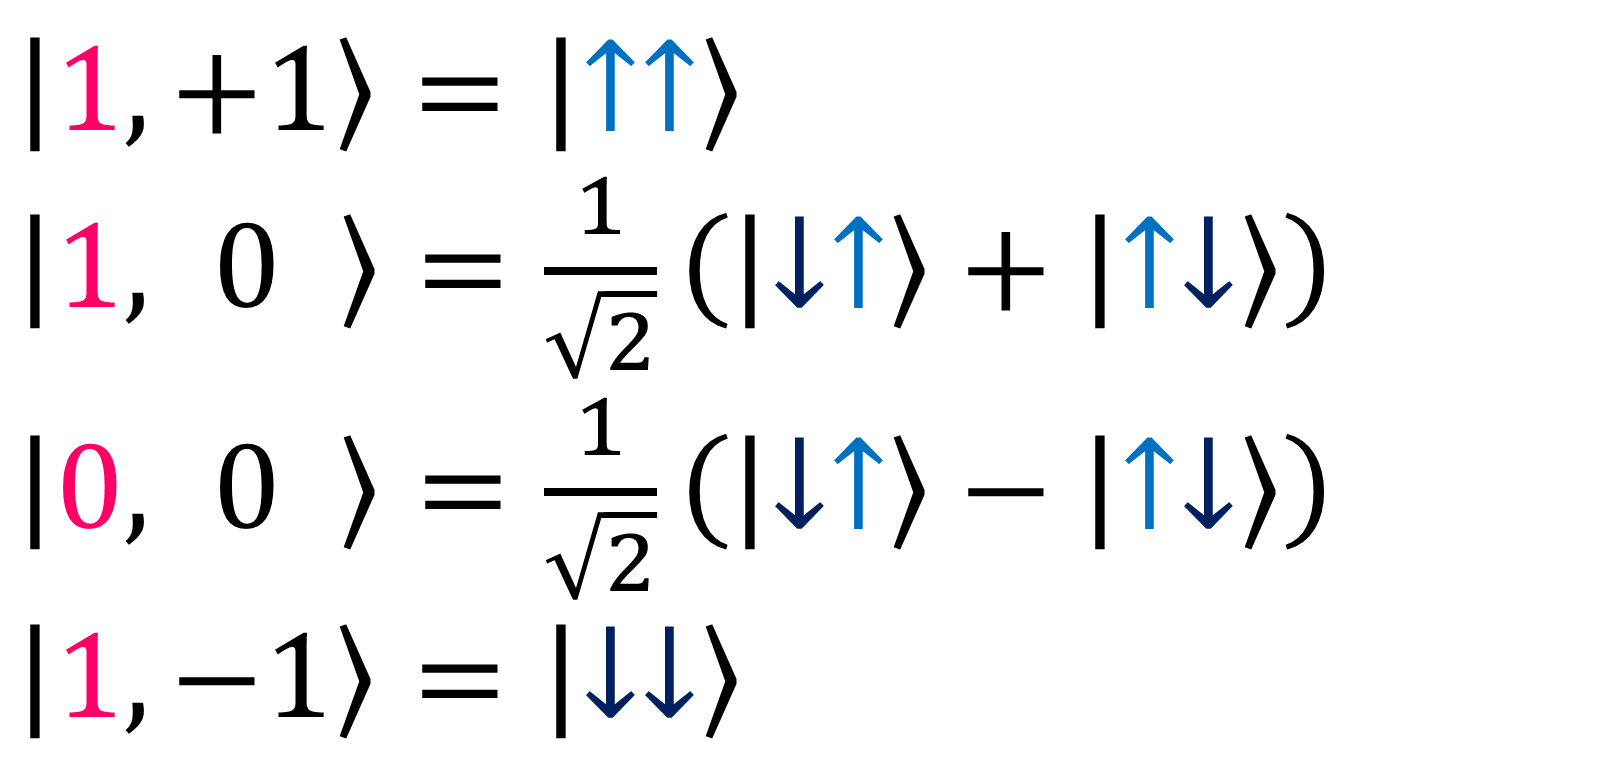 |1, +1⟩ = |↑↑⟩
|1, 0 ⟩ = 1/√2 (|↓↑⟩ + |↑↓⟩)
|0, 0 ⟩ = 1/√2 (|↓↑⟩ − |↑↓⟩)
|1, −1⟩ = |↓↓⟩